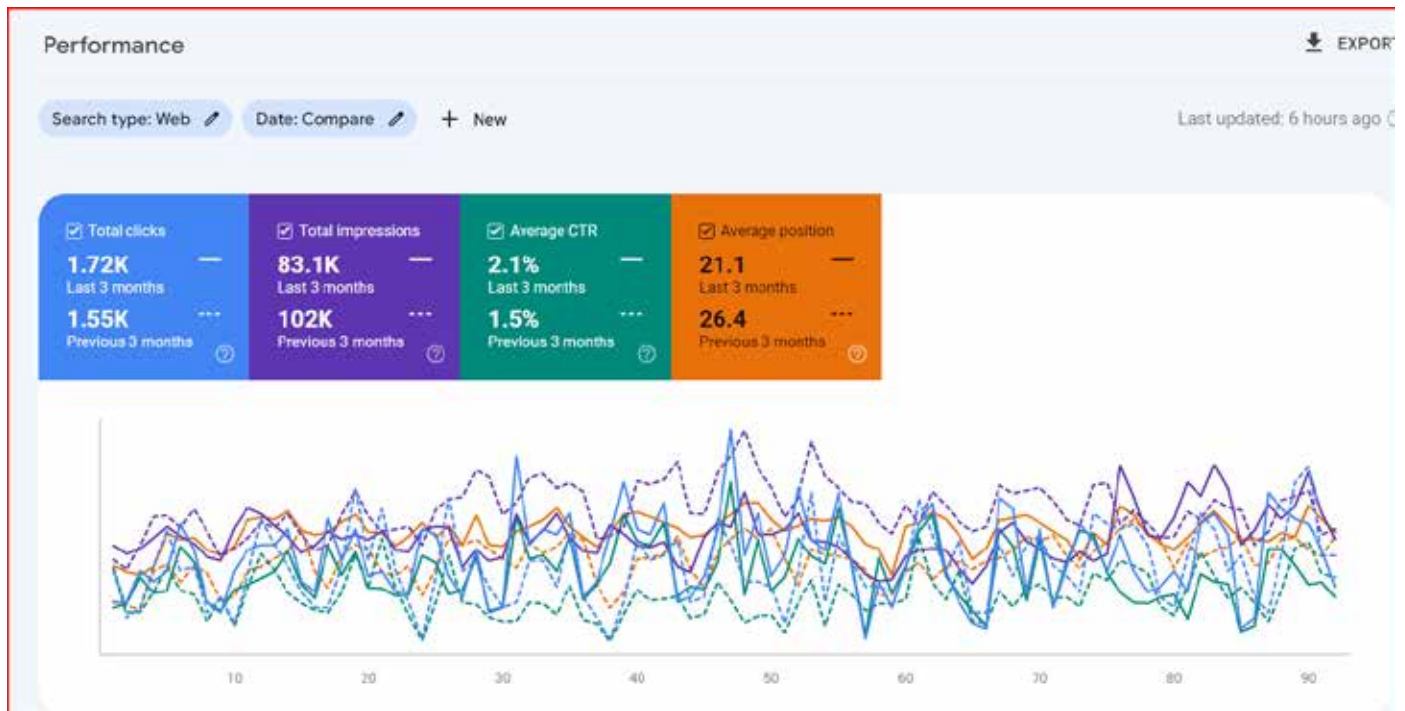 Performance
EXPORT
Search type: Web
Date: Compare
+ New
Last updated: 6 hours ago
Total clicks
1.72K
Last 3 months
1.55K
Previous 3 months
Total impressions
83.1K
Last 3 months
102K
Previous 3 months
Average CTR
2.1%
Last 3 months
1.5%
Previous 3 months
Average position
21.1
Last 3 months
26.4
Previous 3 months
10 20 30 40 50 60 70 80 90